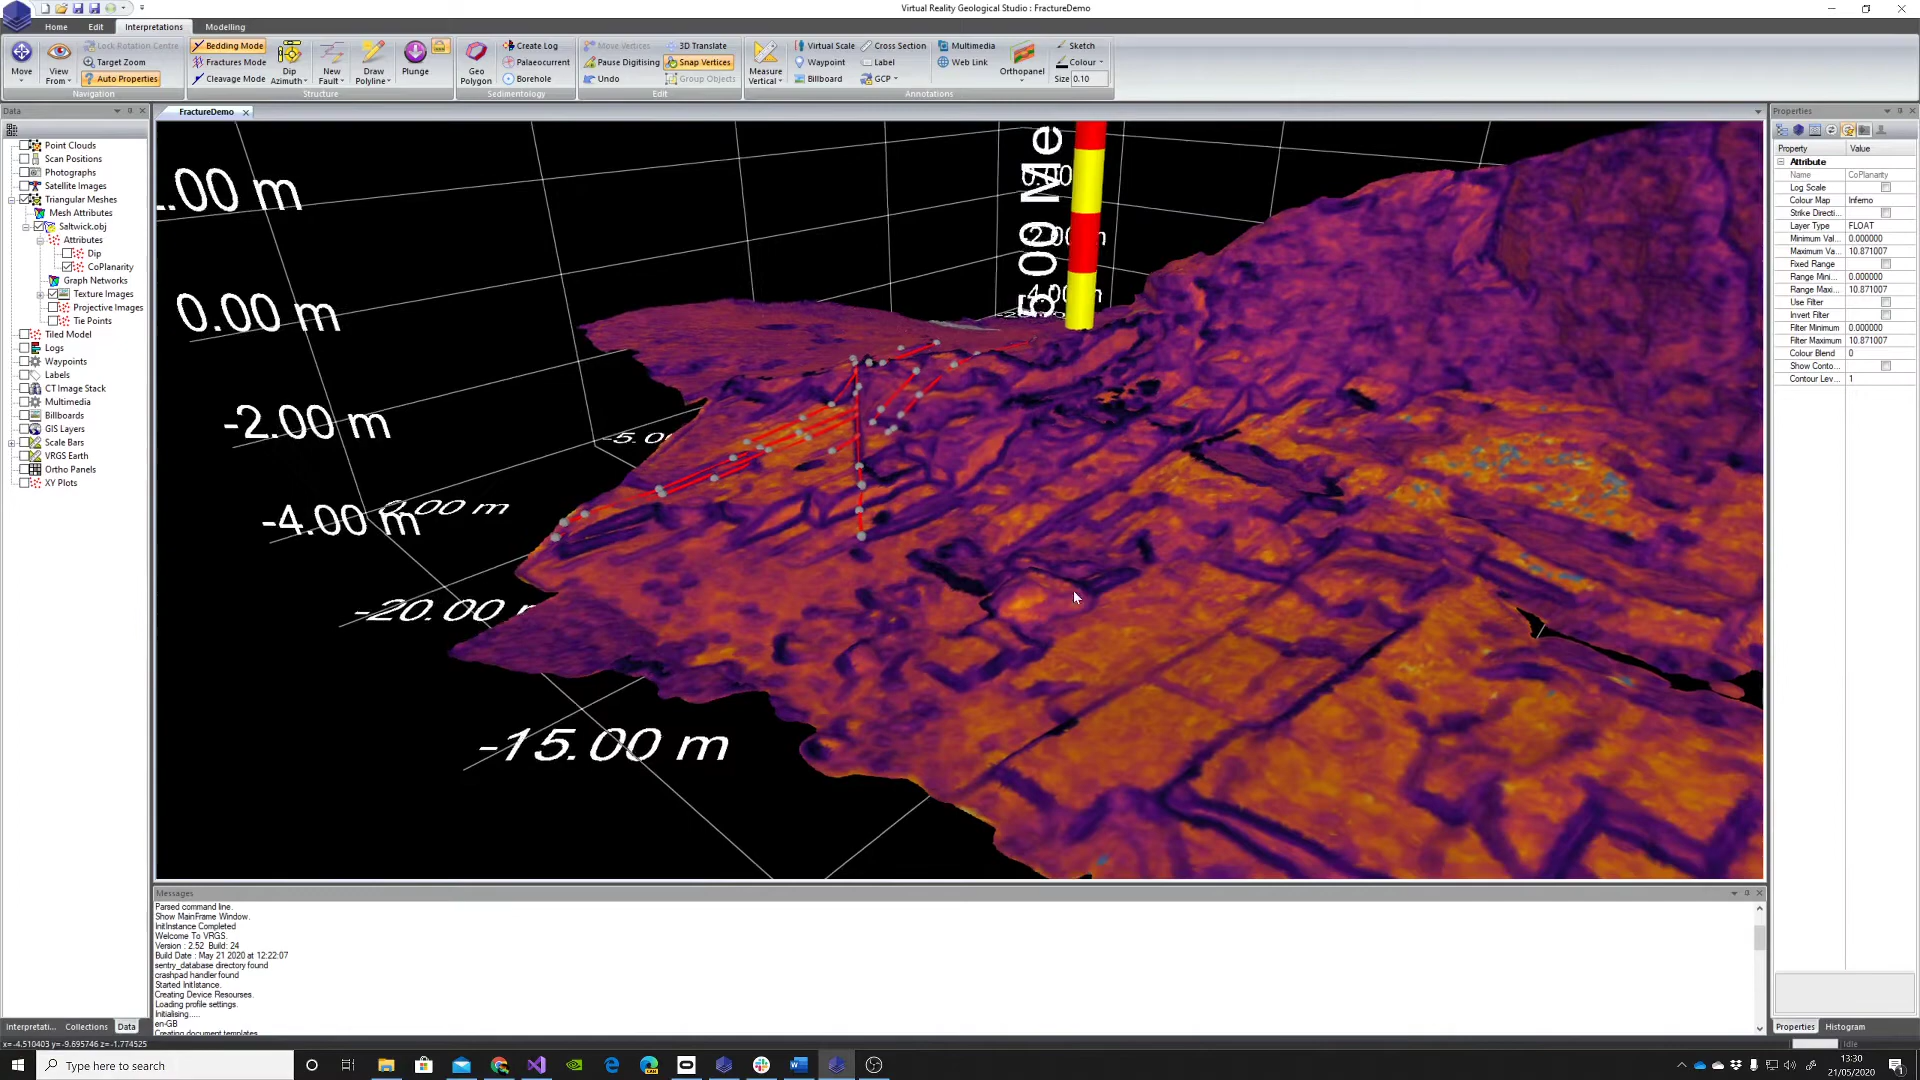 Virtual Reality Geological Studio : FractureDemo
Home Edit Interpretations Modelling
Move
View From
Lock Rotation Centre
Target Zoom
Auto Properties
Navigation
Bedding Mode
Fractures Mode
Cleavage Mode
Dip Azimuth
New Fault
Draw Polyline
Plunge
Structure
Geo Polygon
Create Log
Palaeocurrent
Borehole
Sedimentology
Move Vertices
Pause Digitising
Undo
3D Translate
Snap Vertices
Group Objects
Edit
Measure Vertical
Virtual Scale
Waypoint
Billboard
Cross Section
Label
GCP
Multimedia
Web Link
Orthopanel
Sketch
Colour
Size 0.10
Annotations
Data
FractureDemo
Point Clouds
Scan Positions
Photographs
Satellite Images
Triangular Meshes
Mesh Attributes
Saltwick.obj
Attributes
Dip
CoPlanarity
Graph Networks
Texture Images
Projective Images
Tie Points
Tiled Model
Logs
Waypoints
Labels
CT Image Stack
Multimedia
Billboards
GIS Layers
Scale Bars
VRGS Earth
Ortho Panels
XY Plots
Interpretati... Collections Data
.00 m
0.00 m
-2.00 m
-4.00 m
0.00 m
-5.00
-20.00
-15.00 m
5.00 Me
Properties
Property Value
Attribute
Name CoPlanarity
Log Scale
Colour Map Inferno
Strike Directi...
Layer Type FLOAT
Minimum Val... 0.000000
Maximum Va... 10.871007
Fixed Range
Range Mini... 0.000000
Range Maxi... 10.871007
Use Filter
Invert Filter
Filter Minimum 0.000000
Filter Maximum 10.871007
Colour Blend 0
Show Conto...
Contour Lev... 1
Properties Histogram
Messages
Parsed command line.
Show MainFrame Window.
InitInstance Completed
Welcome To VRGS.
Version : 2.52 Build: 24
Build Date : May 21 2020 at 12:22:07
sentry_database directory found
crashpad handler found
Started InitIstance.
Creating Device Resourses.
Loading profile settings.
Initialising.....
en-GB
Creating document templates
x=-4.510403 y=-9.695746 z=-1.774525
Idle
Type here to search
13:30
21/05/2020